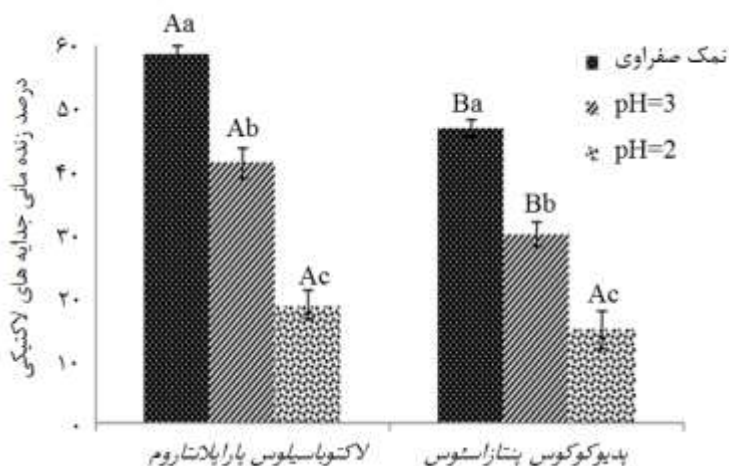 درصد زنده مانی جدایه های لاکتیکی
۶۰
۵۰
۴۰
۳۰
۲۰
۱۰
۰
Aa
Ab
Ac
Ba
Bb
Ac
نمک صفراوی
pH=3
pH=2
لاکتوباسیلوس پاراپلانتاروم
پدیوکوکوس پنتازاسئوس